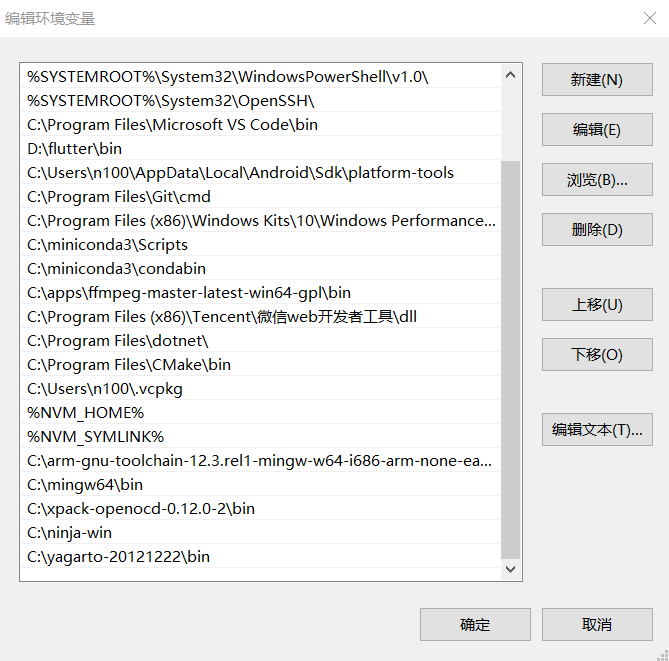 编辑环境变量
%SYSTEMROOT%\System32\WindowsPowerShell\v1.0\
%SYSTEMROOT%\System32\OpenSSH\
C:\Program Files\Microsoft VS Code\bin
D:\flutter\bin
C:\Users\n100\AppData\Local\Android\Sdk\platform-tools
C:\Program Files\Git\cmd
C:\Program Files (x86)\Windows Kits\10\Windows Performance...
C:\miniconda3\Scripts
C:\miniconda3\condabin
C:\apps\ffmpeg-master-latest-win64-gpl\bin
C:\Program Files (x86)\Tencent\微信web开发者工具\dll
C:\Program Files\dotnet\
C:\Program Files\CMake\bin
C:\Users\n100\.vcpkg
%NVM_HOME%
%NVM_SYMLINK%
C:\arm-gnu-toolchain-12.3.rel1-mingw-w64-i686-arm-none-ea...
C:\mingw64\bin
C:\xpack-openocd-0.12.0-2\bin
C:\ninja-win
C:\yagarto-20121222\bin
新建(N)
编辑(E)
浏览(B)...
删除(D)
上移(U)
下移(O)
编辑文本(T)...
确定
取消